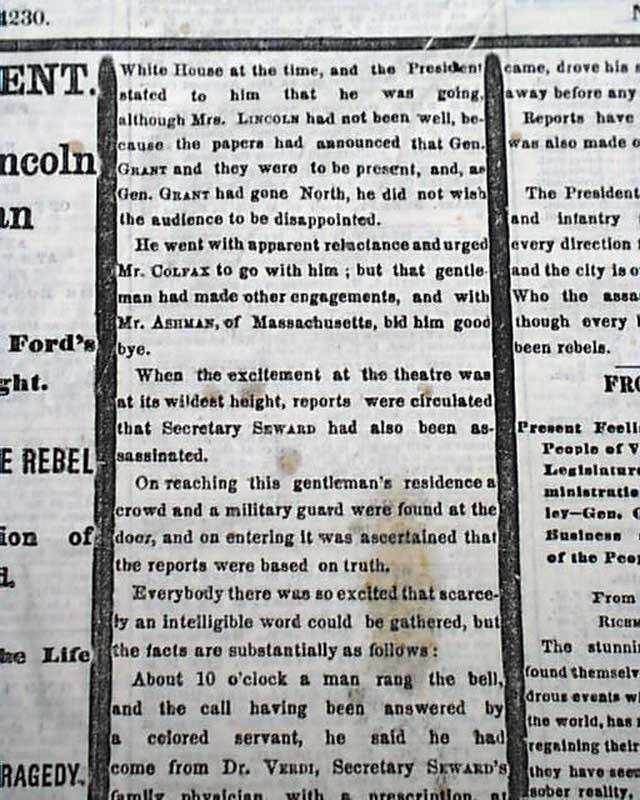 4230.
ENT.
ncoln
an
Ford's
ght.
E REBEL
ion of
d.
he Life
RAGEDY.
White House at the time, and the President
stated to him that he was going,
although Mrs. LINCOLN had not been well, be-
cause the papers had announced that Gen.
GRANT and they were to be present, and, as
Gen. GRANT had gone North, he did not wish
the audience to be disappointed.
He went with apparent reluctance and urged
Mr. COLFAX to go with him ; but that gentle-
man had made other engagements, and with
Mr. ASHMAN, of Massachusetts, bid him good
bye.
When the excitement at the theatre was
at its wildest height, reports were circulated
that Secretary SEWARD had also been as-
sassinated.
On reaching this gentleman's residence a
crowd and a military guard were found at the
door, and on entering it was ascertained that
the reports were based on truth.
Everybody there was so excited that scarce-
ly an intelligible word could be gathered, but
the facts are substantially as follows :
About 10 o'clock a man rang the bell,
and the call having been answered by
a colored servant, he said he had
come from Dr. VERDI, Secretary SEWARD's
family physician, with a prescription, at
came, drove his
away before any
Reports have
was also made
The President
and infantry
every direction
and the city is
Who the assa
though every
been rebels.
FRO
Present Feeli
People of V
Legislature
ministratio
ley—Gen.
Business
of the Peop
From
RICHM
The stunnin
found themselv
drous events w
the world, has
regaining their
they have see
sober reality.